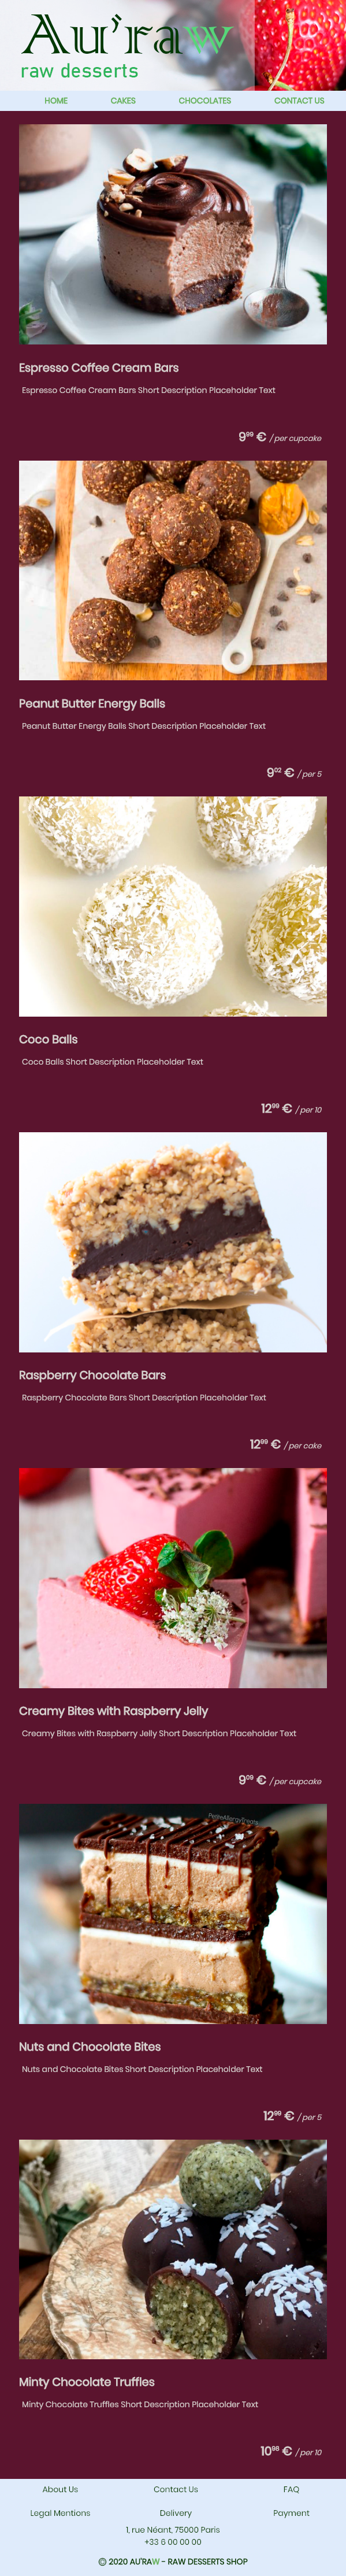 Au'raw
raw desserts
HOME CAKES CHOCOLATES CONTACT US
Espresso Coffee Cream Bars
Espresso Coffee Cream Bars Short Description Placeholder Text
9⁹⁹ € / per cupcake
Peanut Butter Energy Balls
Peanut Butter Energy Balls Short Description Placeholder Text
9⁰² € / per 5
Coco Balls
Coco Balls Short Description Placeholder Text
12⁹⁹ € / per 10
Raspberry Chocolate Bars
Raspberry Chocolate Bars Short Description Placeholder Text
12⁹⁹ € / per cake
Creamy Bites with Raspberry Jelly
Creamy Bites with Raspberry Jelly Short Description Placeholder Text
9⁰⁹ € / per cupcake
PetiteAllergyTreats
Nuts and Chocolate Bites
Nuts and Chocolate Bites Short Description Placeholder Text
12⁹⁹ € / per 5
Minty Chocolate Truffles
Minty Chocolate Truffles Short Description Placeholder Text
10⁹⁸ € / per 10
About Us Contact Us FAQ
Legal Mentions Delivery Payment
1, rue Néant, 75000 Paris
+33 6 00 00 00
© 2020 AU'RAW - RAW DESSERTS SHOP